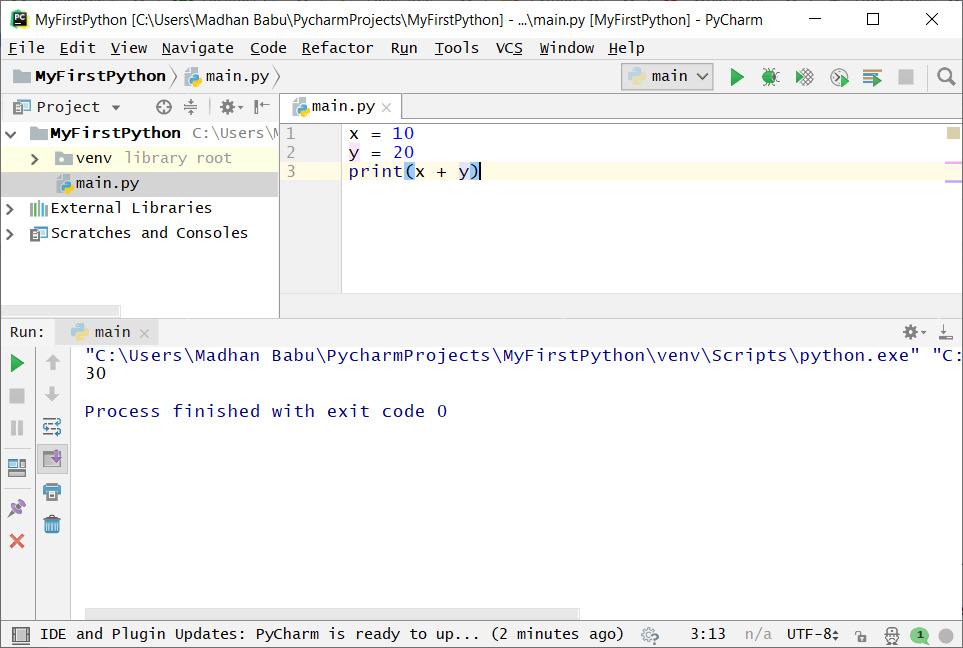 MyFirstPython [C:\Users\Madhan Babu\PycharmProjects\MyFirstPython] - ...\main.py [MyFirstPython] - PyCharm
File Edit View Navigate Code Refactor Run Tools VCS Window Help
MyFirstPython main.py main
Project main.py
MyFirstPython C:\Users\M
venv library root
main.py
External Libraries
Scratches and Consoles
1 x = 10
2 y = 20
3 print(x + y)
Run: main
"C:\Users\Madhan Babu\PycharmProjects\MyFirstPython\venv\Scripts\python.exe" "C:
30
Process finished with exit code 0
IDE and Plugin Updates: PyCharm is ready to up... (2 minutes ago) 3:13 n/a UTF-8 1